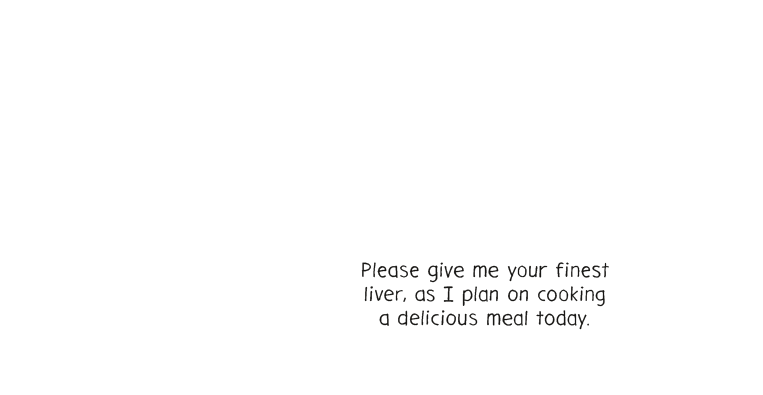 Please give me your finest
liver, as I plan on cooking
a delicious meal today.